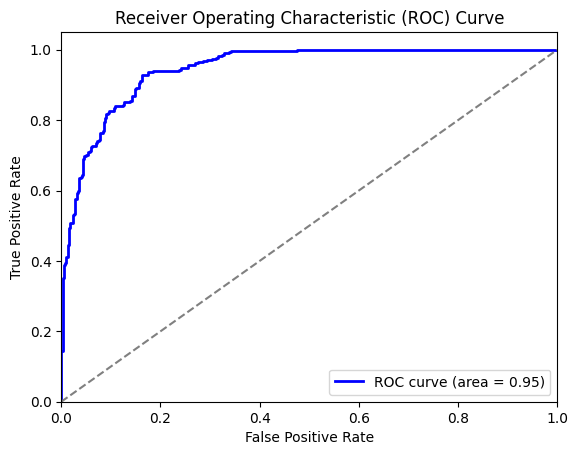 Receiver Operating Characteristic (ROC) Curve
True Positive Rate
1.0
0.8
0.6
0.4
0.2
0.0
ROC curve (area = 0.95)
0.0 0.2 0.4 0.6 0.8 1.0
False Positive Rate